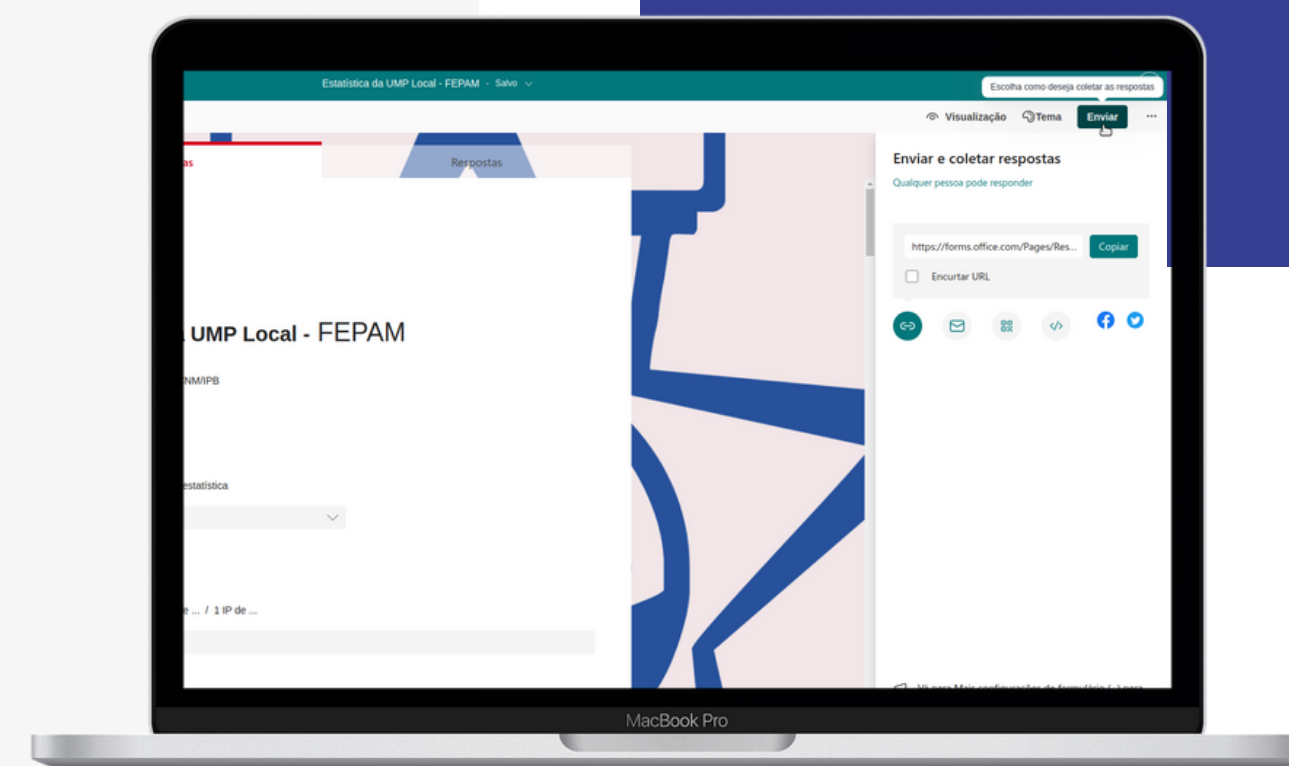 Estatística da UMP Local - FEPAM - Salvo
Escolha como deseja coletar as respostas
Visualização
Tema
Enviar
...
as
Respostas
Enviar e coletar respostas
Qualquer pessoa pode responder
https://forms.office.com/Pages/Res...
Copiar
Encurtar URL
UMP Local - FEPAM
NM/IPB
estatística
e ... / 1 IP de ...
MacBook Pro